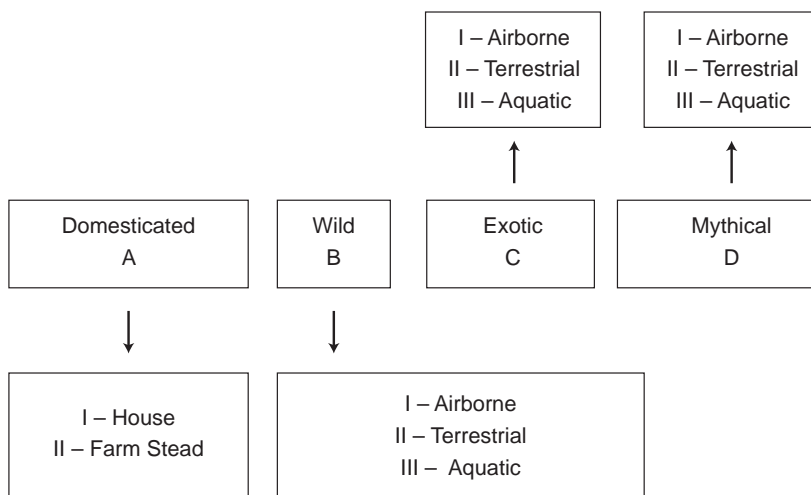 I – Airborne
II – Terrestrial
III – Aquatic
I – Airborne
II – Terrestrial
III – Aquatic
Domesticated
A
Wild
B
Exotic
C
Mythical
D
I – House
II – Farm Stead
I – Airborne
II – Terrestrial
III – Aquatic